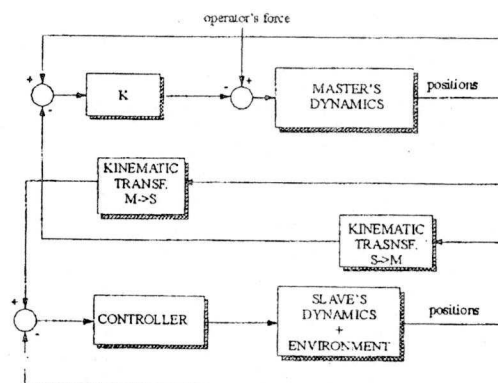 operator's force
+
-
K
-
+
MASTER'S
DYNAMICS
positions
KINEMATIC
TRANSF.
M->S
KINEMATIC
TRASNSF.
S->M
+
-
CONTROLLER
SLAVE'S
DYNAMICS
+
ENVIRONMENT
positions